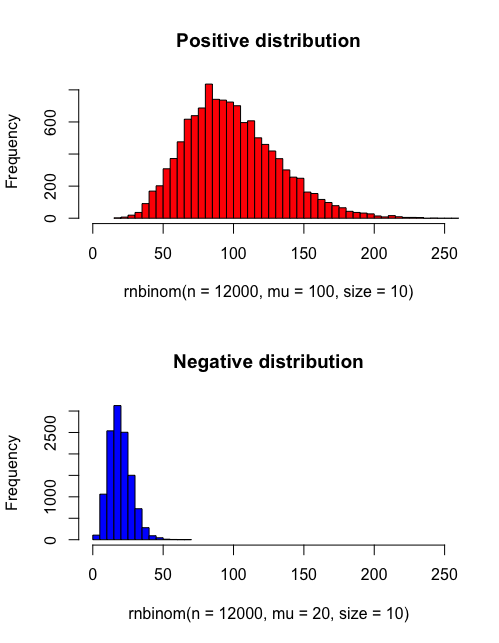 Positive distribution
Frequency
600
200
0
0 50 100 150 200 250
rnbinom(n = 12000, mu = 100, size = 10)
Negative distribution
Frequency
2500
1000
0
0 50 100 150 200 250
rnbinom(n = 12000, mu = 20, size = 10)